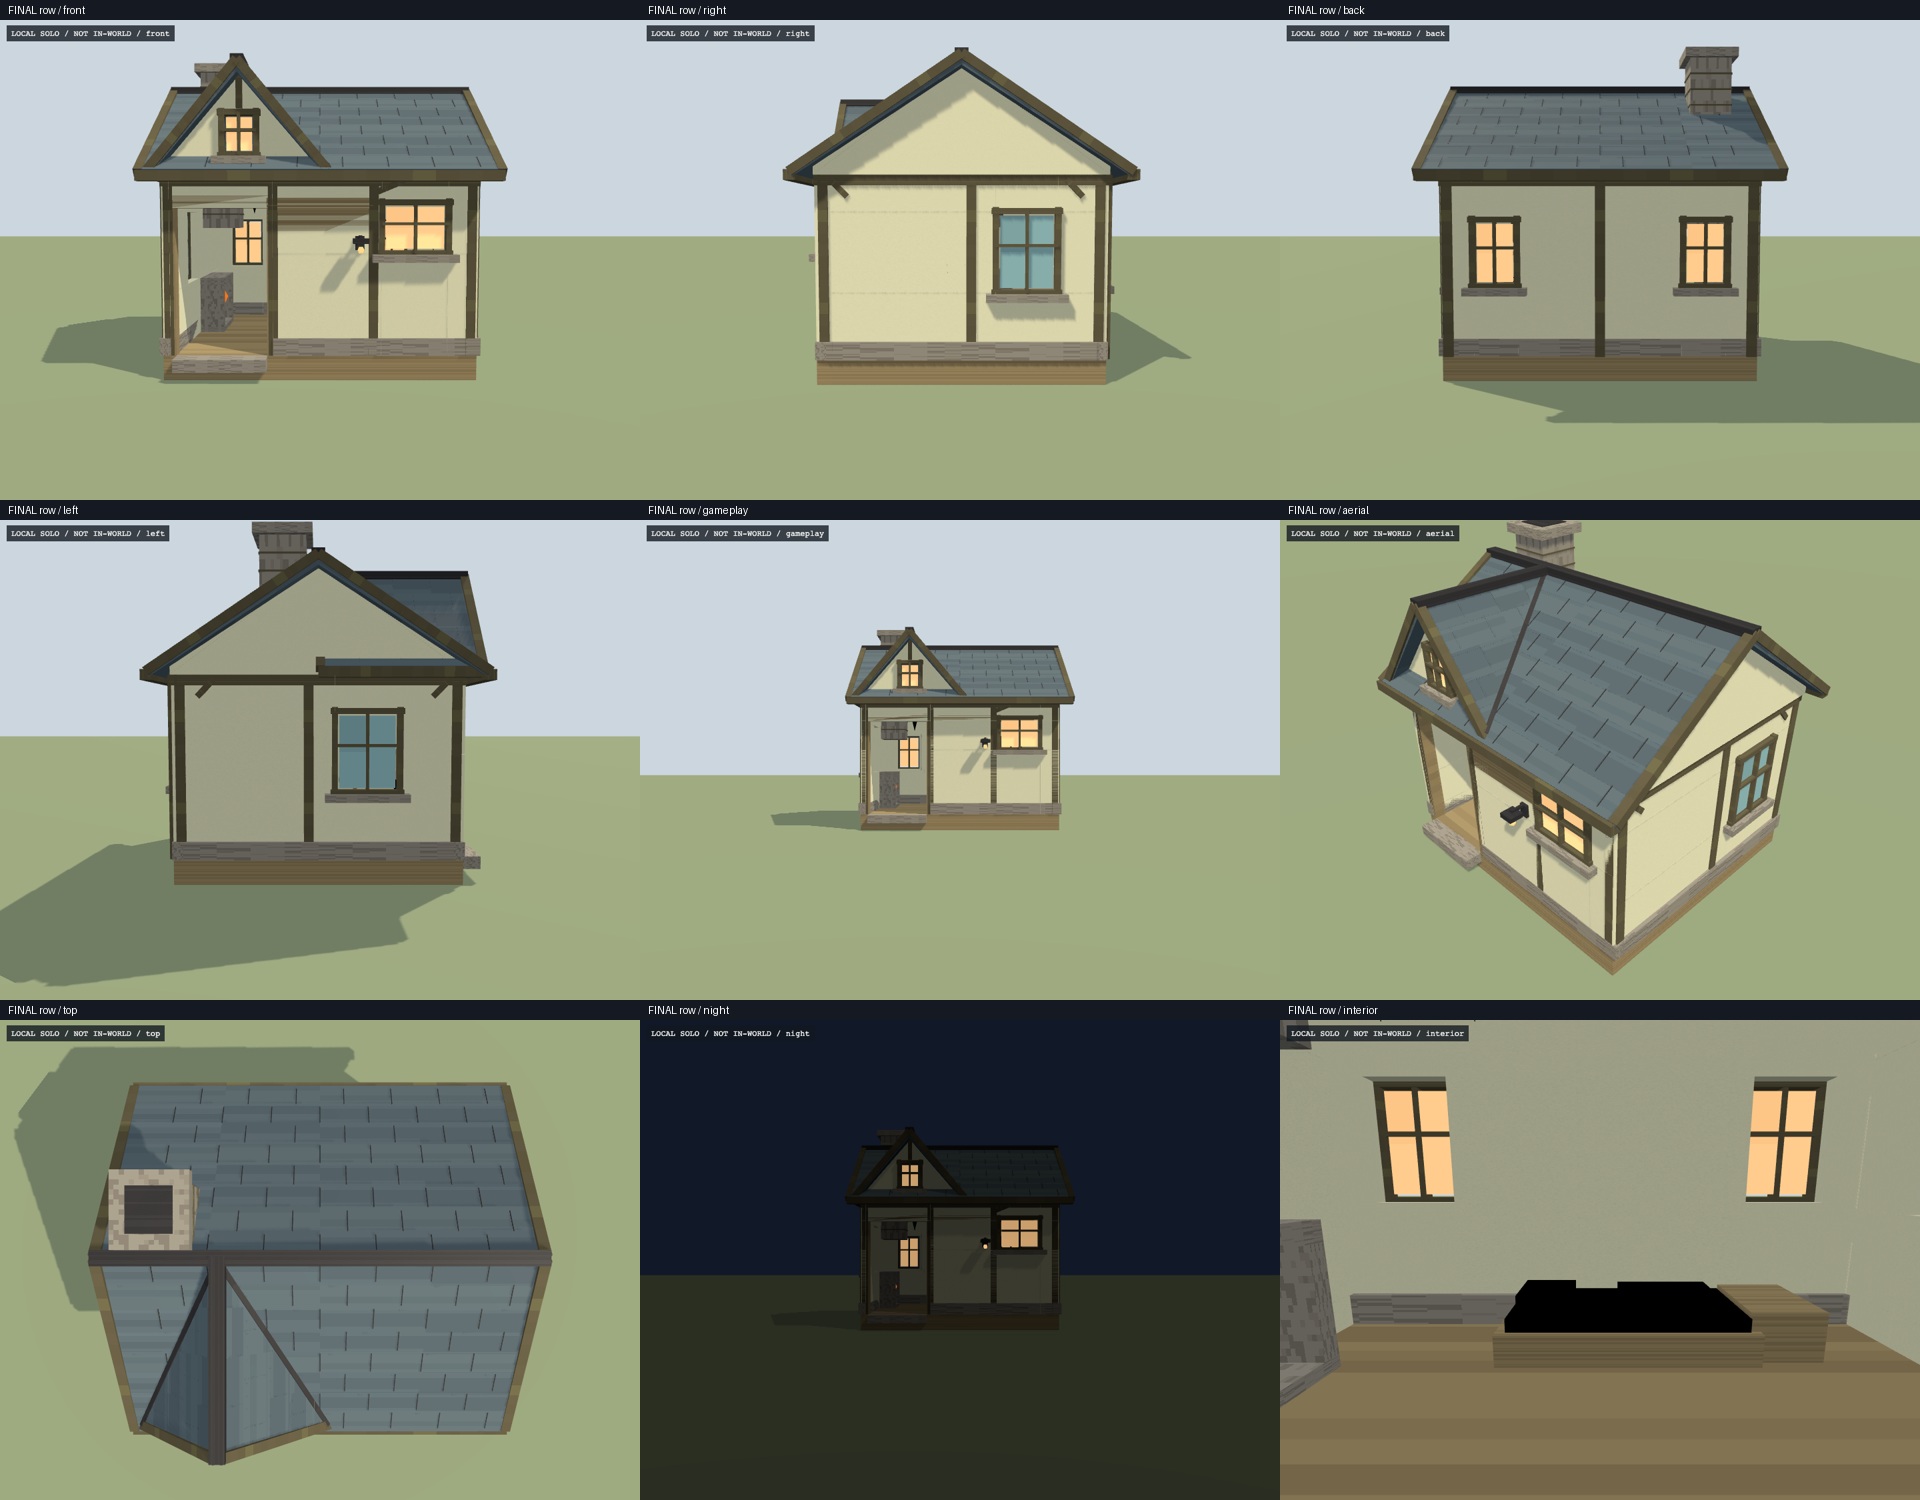 FINAL row / front
LOCAL SOLO / NOT IN-WORLD / front
FINAL row / right
LOCAL SOLO / NOT IN-WORLD / right
FINAL row / back
LOCAL SOLO / NOT IN-WORLD / back
FINAL row / left
LOCAL SOLO / NOT IN-WORLD / left
FINAL row / gameplay
LOCAL SOLO / NOT IN-WORLD / gameplay
FINAL row / aerial
LOCAL SOLO / NOT IN-WORLD / aerial
FINAL row / top
LOCAL SOLO / NOT IN-WORLD / top
FINAL row / night
LOCAL SOLO / NOT IN-WORLD / night
FINAL row / interior
LOCAL SOLO / NOT IN-WORLD / interior